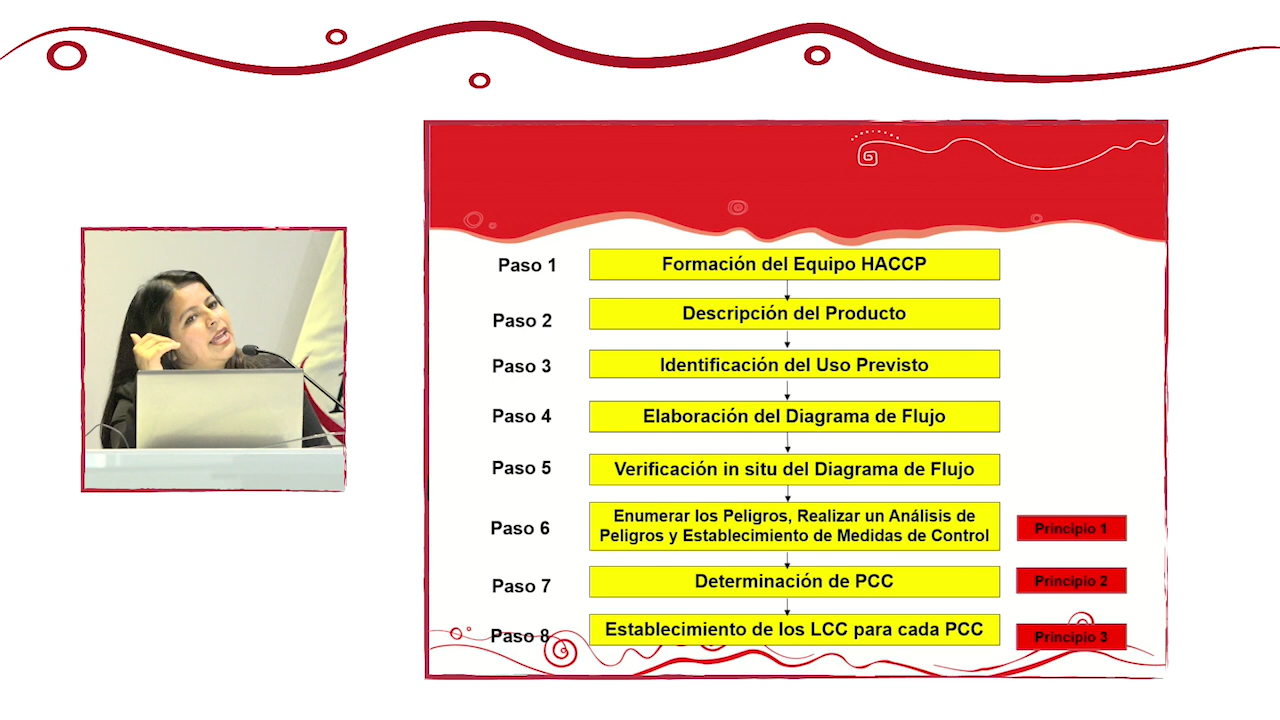 Paso 1
Formación del Equipo HACCP
Paso 2
Descripción del Producto
Paso 3
Identificación del Uso Previsto
Paso 4
Elaboración del Diagrama de Flujo
Paso 5
Verificación in situ del Diagrama de Flujo
Paso 6
Enumerar los Peligros, Realizar un Análisis de
Peligros y Establecimiento de Medidas de Control
Principio 1
Paso 7
Determinación de PCC
Principio 2
Paso 8
Establecimiento de los LCC para cada PCC
Principio 3